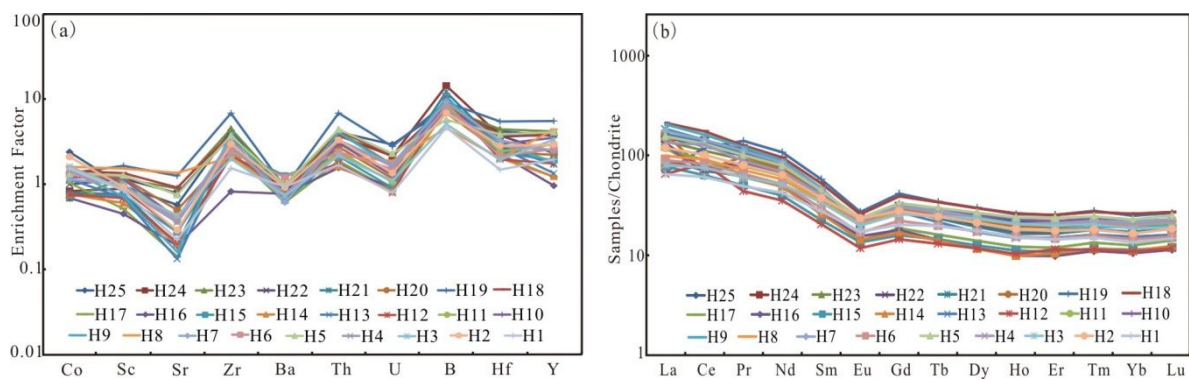 (a)
Enrichment Factor
100
10
1
0.1
0.01
H25 H24 H23 H22 H21 H20 H19 H18
H17 H16 H15 H14 H13 H12 H11 H10
H9 H8 H7 H6 H5 H4 H3 H2 H1
Co Sc Sr Zr Ba Th U B Hf Y
(b)
Samples/Chondrite
1000
100
10
1
H25 H24 H23 H22 H21 H20 H19 H18
H17 H16 H15 H14 H13 H12 H11 H10
H9 H8 H7 H6 H5 H4 H3 H2 H1
La Ce Pr Nd Sm Eu Gd Tb Dy Ho Er Tm Yb Lu